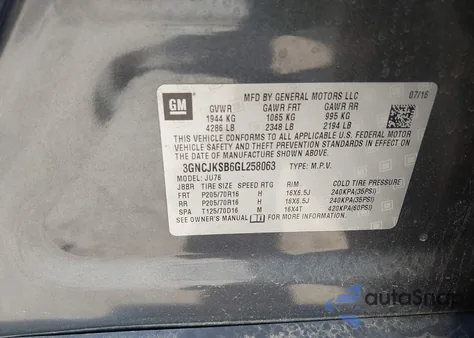 GM
MFD BY GENERAL MOTORS LLC 07/16
GVWR GAWR FRT GAWR RR
1944 KG 1065 KG 995 KG
4286 LB 2348 LB 2194 LB
THIS VEHICLE CONFORMS TO ALL APPLICABLE U.S. FEDERAL MOTOR
VEHICLE SAFETY AND THEFT PREVENTION STANDARDS IN EFFECT ON
THE DATE OF MANUFACTURE SHOWN ABOVE.
3GNCJKSB6GL258063 TYPE: M.P.V.
MODEL: JU76
JBBR TIRE SIZE SPEED RTG RIM COLD TIRE PRESSURE
FRT P205/70R16 H 16X6.5J 240KPA(35PSI)
RR P205/70R16 H 16X6.5J 240KPA(35PSI)
SPA T125/70D16 M 16X4T 420KPA(60PSI)
SEE OWNER'S MANUAL FOR MORE INFORMATION.
autoSnap